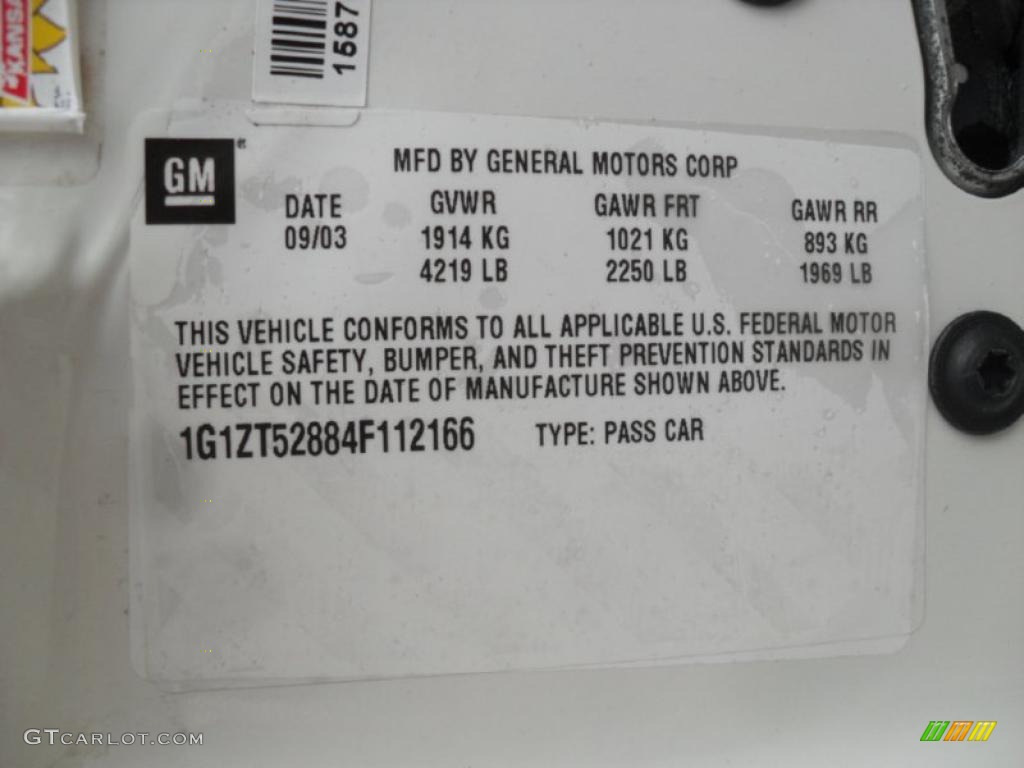 KANSA
1587
GM
MFD BY GENERAL MOTORS CORP
DATE GVWR GAWR FRT GAWR RR
09/03 1914 KG 1021 KG 893 KG
4219 LB 2250 LB 1969 LB
THIS VEHICLE CONFORMS TO ALL APPLICABLE U.S. FEDERAL MOTOR
VEHICLE SAFETY, BUMPER, AND THEFT PREVENTION STANDARDS IN
EFFECT ON THE DATE OF MANUFACTURE SHOWN ABOVE.
1G1ZT52884F112166 TYPE: PASS CAR
GTCARLOT.COM